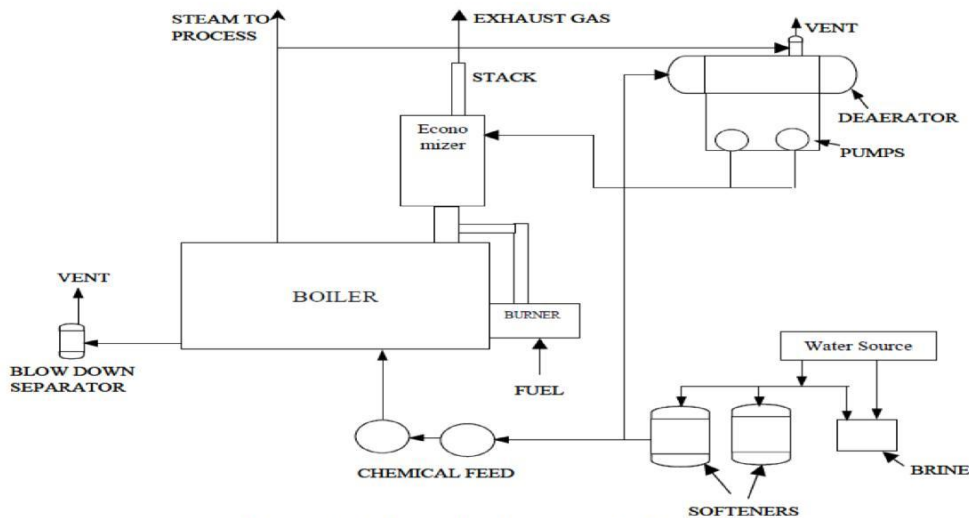 STEAM TO
PROCESS
EXHAUST GAS
VENT
STACK
DEAERATOR
Econo
mizer
PUMPS
VENT
BOILER
BURNER
Water Source
BLOW DOWN
SEPARATOR
FUEL
CHEMICAL FEED
BRINE
SOFTENERS